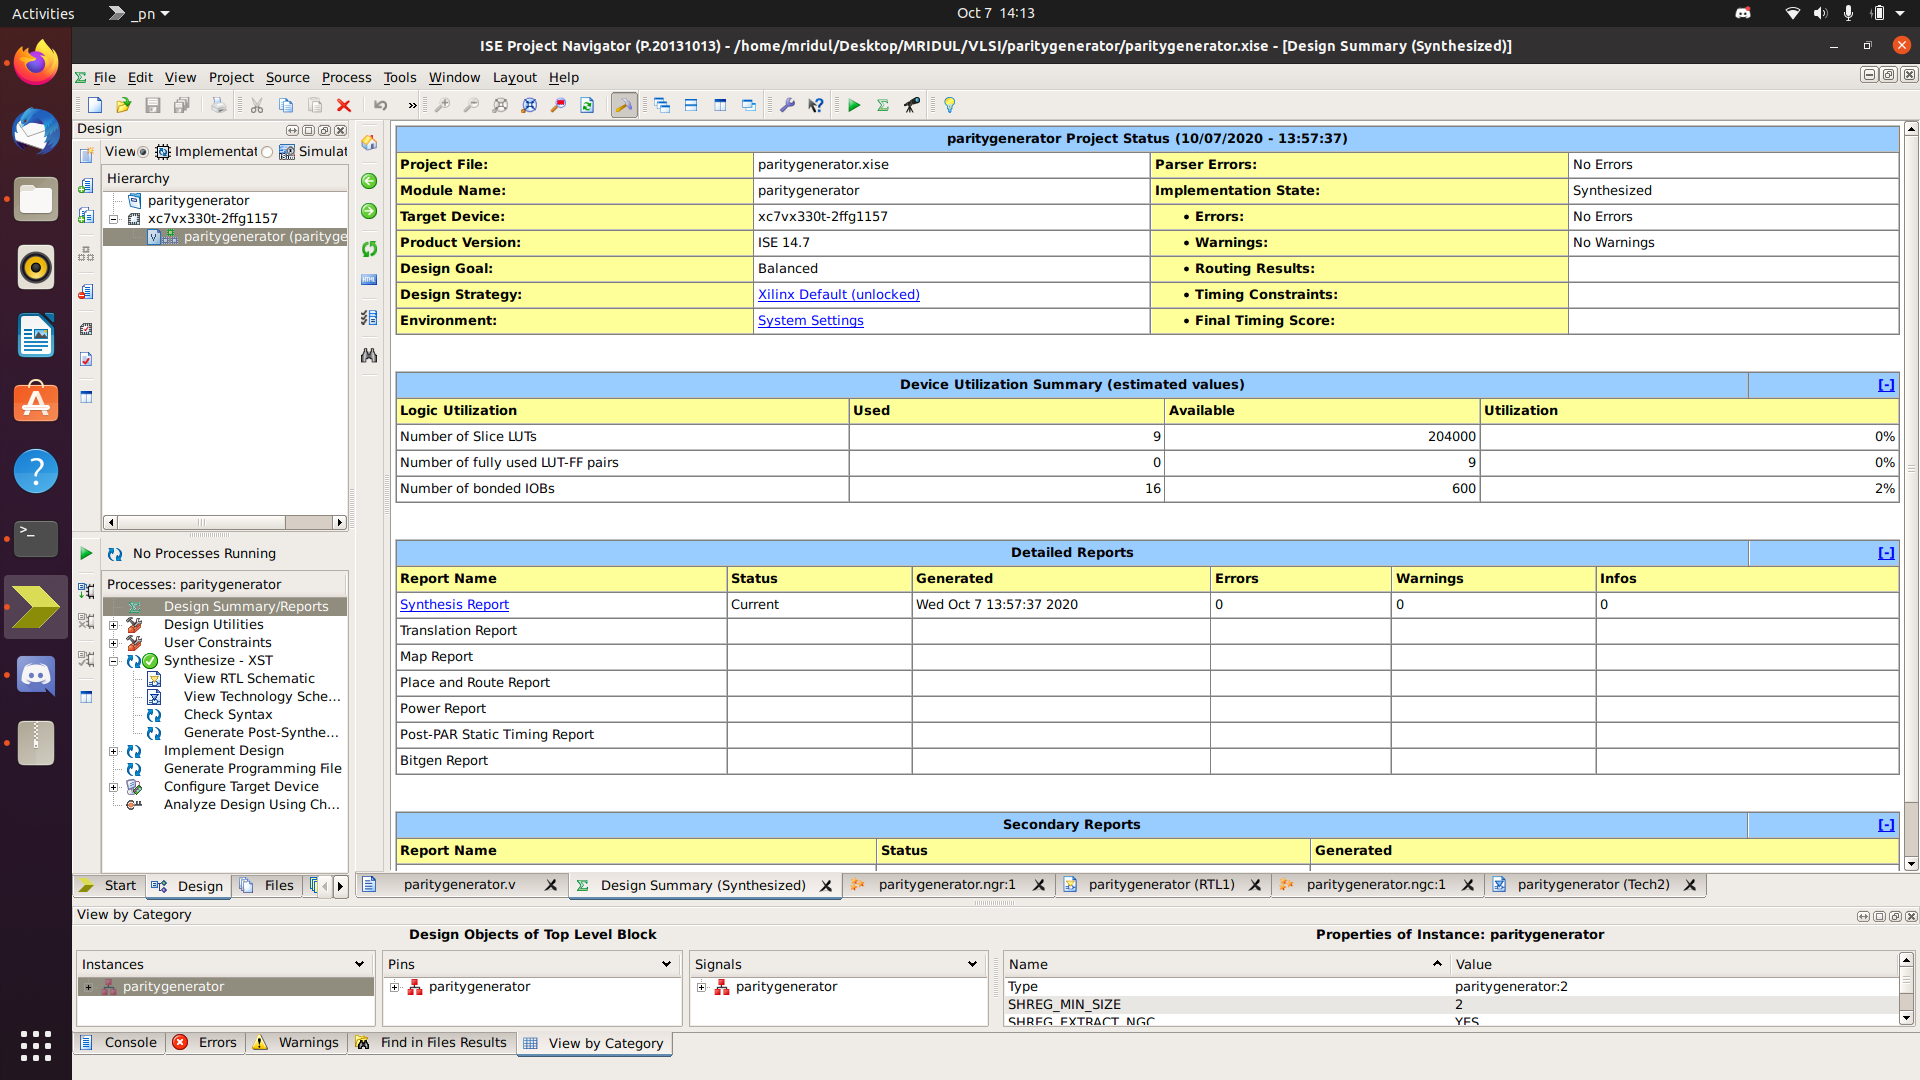 Activities
_pn
Oct 7 14:13
ISE Project Navigator (P.20131013) - /home/mridul/Desktop/MRIDUL/VLSI/paritygenerator/paritygenerator.xise - [Design Summary (Synthesized)]
File Edit View Project Source Process Tools Window Layout Help
»
Design
View Implementat Simulat
Hierarchy
paritygenerator
xc7vx330t-2ffg1157
paritygenerator (parityge
No Processes Running
Processes: paritygenerator
Design Summary/Reports
Design Utilities
User Constraints
Synthesize - XST
View RTL Schematic
View Technology Sche...
Check Syntax
Generate Post-Synthe...
Implement Design
Generate Programming File
Configure Target Device
Analyze Design Using Ch...
Start Design Files
paritygenerator Project Status (10/07/2020 - 13:57:37)
Project File: paritygenerator.xise Parser Errors: No Errors
Module Name: paritygenerator Implementation State: Synthesized
Target Device: xc7vx330t-2ffg1157 • Errors: No Errors
Product Version: ISE 14.7 • Warnings: No Warnings
Design Goal: Balanced • Routing Results:
Design Strategy: Xilinx Default (unlocked) • Timing Constraints:
Environment: System Settings • Final Timing Score:
Device Utilization Summary (estimated values) [-]
Logic Utilization Used Available Utilization
Number of Slice LUTs 9 204000 0%
Number of fully used LUT-FF pairs 0 9 0%
Number of bonded IOBs 16 600 2%
Detailed Reports [-]
Report Name Status Generated Errors Warnings Infos
Synthesis Report Current Wed Oct 7 13:57:37 2020 0 0 0
Translation Report
Map Report
Place and Route Report
Power Report
Post-PAR Static Timing Report
Bitgen Report
Secondary Reports [-]
Report Name Status Generated
paritygenerator.v Design Summary (Synthesized) paritygenerator.ngr:1 paritygenerator (RTL1) paritygenerator.ngc:1 paritygenerator (Tech2)
View by Category
Design Objects of Top Level Block Properties of Instance: paritygenerator
Instances Pins Signals Name Value
paritygenerator paritygenerator paritygenerator Type paritygenerator:2
SHREG_MIN_SIZE 2
SHREG_EXTRACT_NGC YES
Console Errors Warnings Find in Files Results View by Category